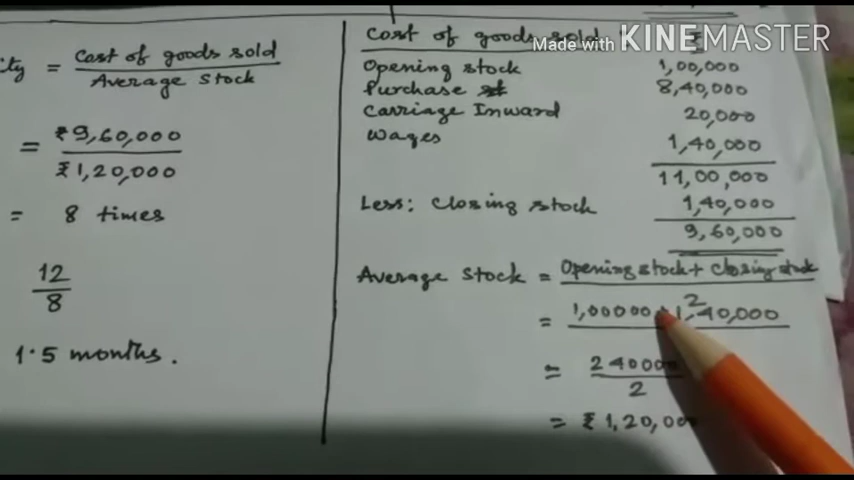 Made with KINEMASTER
city = Cost of goods sold
Average Stock
= ₹9,60,000
₹1,20,000
= 8 times
12
8
1.5 months.
Cost of goods sold ₹
Opening stock 1,00,000
Purchase 8,40,000
Carriage Inward 20,000
Wages 1,40,000
11,00,000
Less: Closing stock 1,40,000
9,60,000
Average Stock = Opening stock + Closing stock
2
= 1,00000 + 1,40,000
= 240000
2
= ₹1,20,000